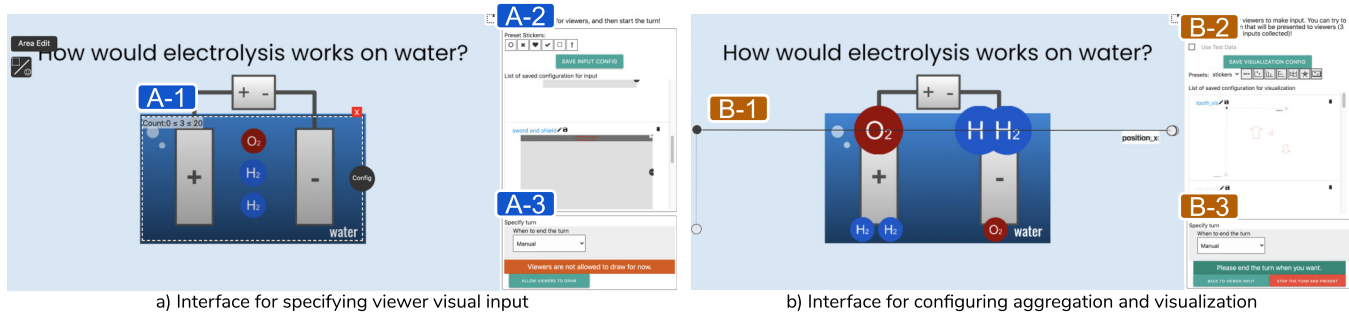 A-2
for viewers, and then start the turn!
Area Edit
How would electrolysis works on water?
A-1
+ -
X
Count:0 ≤ 3 ≤ 20
O2
H2
H2
+
-
Config
water
Preset Stickers:
SAVE INPUT CONFIG
List of saved configuration for input
sword and shield
A-3
Specify turn
When to end the turn
Manual
Viewers are not allowed to draw for now.
ALLOW VIEWERS TO DRAW
a) Interface for specifying viewer visual input
B-2
viewers to make input. You can try to
that will be presented to viewers (3
inputs collected)!
How would electrolysis works on water?
B-1
+ -
O2
H H2
position_x:
+
-
H2 H2
O2
water
Use Test Data
SAVE VISUALIZATION CONFIG
Presets: stickers
List of saved configuration for visualization
tooth_vis
B-3
Specify turn
When to end the turn
Manual
Please end the turn when you want.
BACK TO VIEWER INPUT
STOP THE TURN AND PRESENT
b) Interface for configuring aggregation and visualization